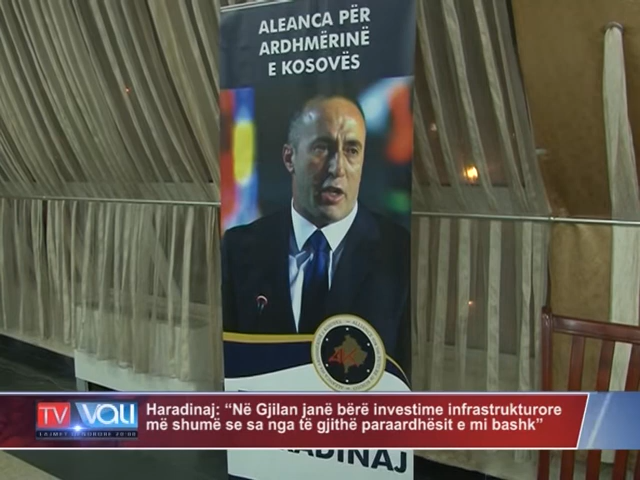 ALEANCA PËR
ARDHMËRINË
E KOSOVËS
AAK
TV VALI
LAJMET QENDRORE 20:00
Haradinaj: “Në Gjilan janë bërë investime infrastrukturore
më shumë se sa nga të gjithë paraardhësit e mi bashk”